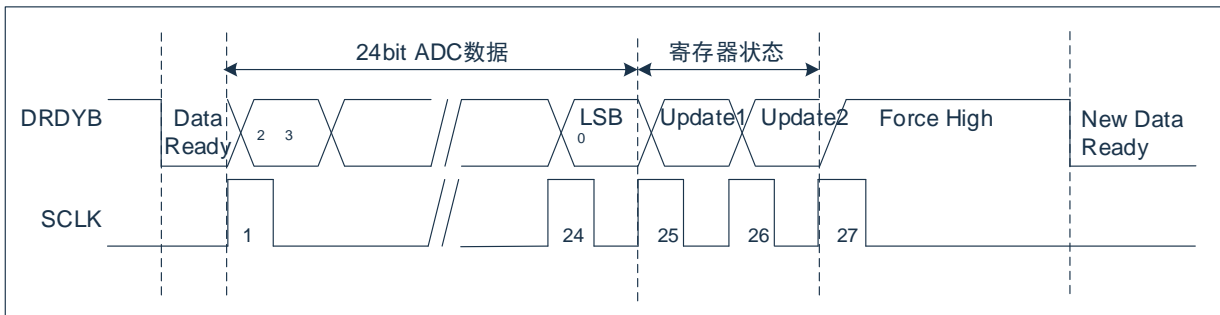 24bit ADC数据
寄存器状态
DRDYB
Data
Ready
2 3
LSB
0
Update1
Update2
Force High
New Data
Ready
SCLK
1
24
25
26
27